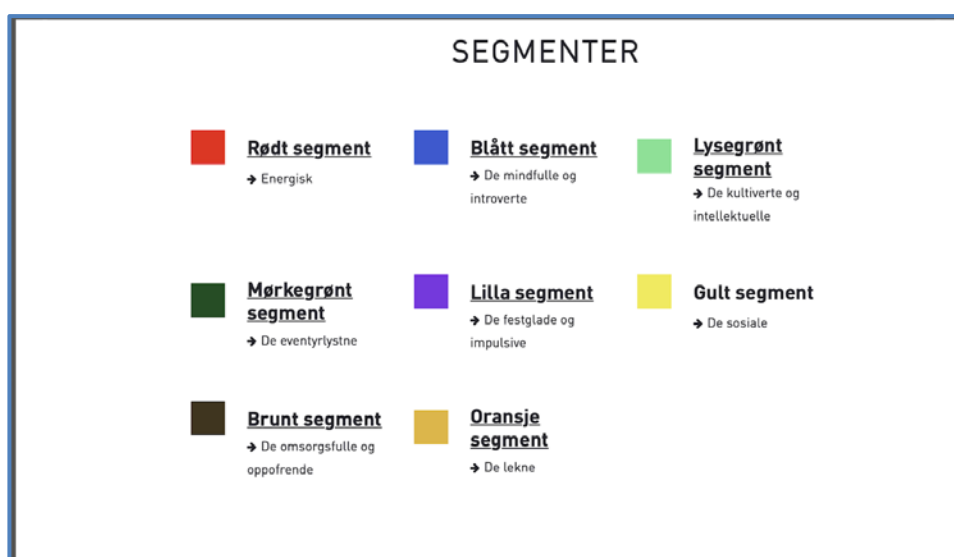 SEGMENTER
Rødt segment
→ Energisk
Blått segment
→ De mindfulle og
introverte
Lysegrønt
segment
→ De kultiverte og
intellektuelle
Mørkegrønt
segment
→ De eventyrlystne
Lilla segment
→ De festglade og
impulsive
Gult segment
→ De sosiale
Brunt segment
→ De omsorgsfulle og
oppofrende
Oransje
segment
→ De lekne